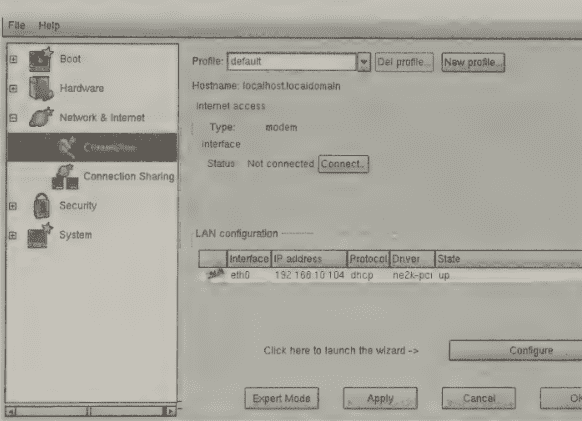 File Help
Boot
Hardware
Network & Internet
Connection Sharing
Security
System
Profile: default Del profile... New profile...
Hostname: localhost.localdomain
Internet access
Type: modem
Interface
Status: Not connected Connect..
LAN configuration
Interface IP address Protocol Driver State
eth0 192.168.10.104 dhcp ne2k-pci up
Click here to launch the wizard -> Configure
Expert Mode Apply Cancel